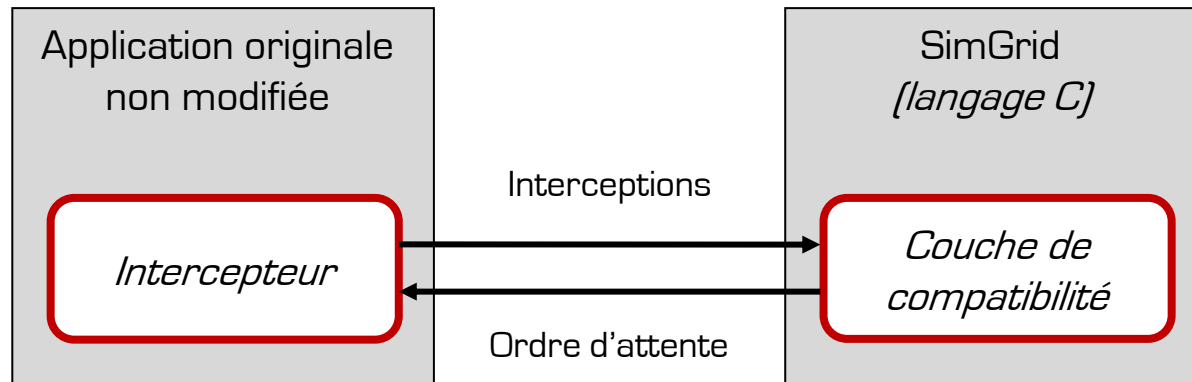 Application originale
non modifiée
SimGrid
(langage C)
Interceptions
Intercepteur
Couche de
compatibilité
Ordre d'attente